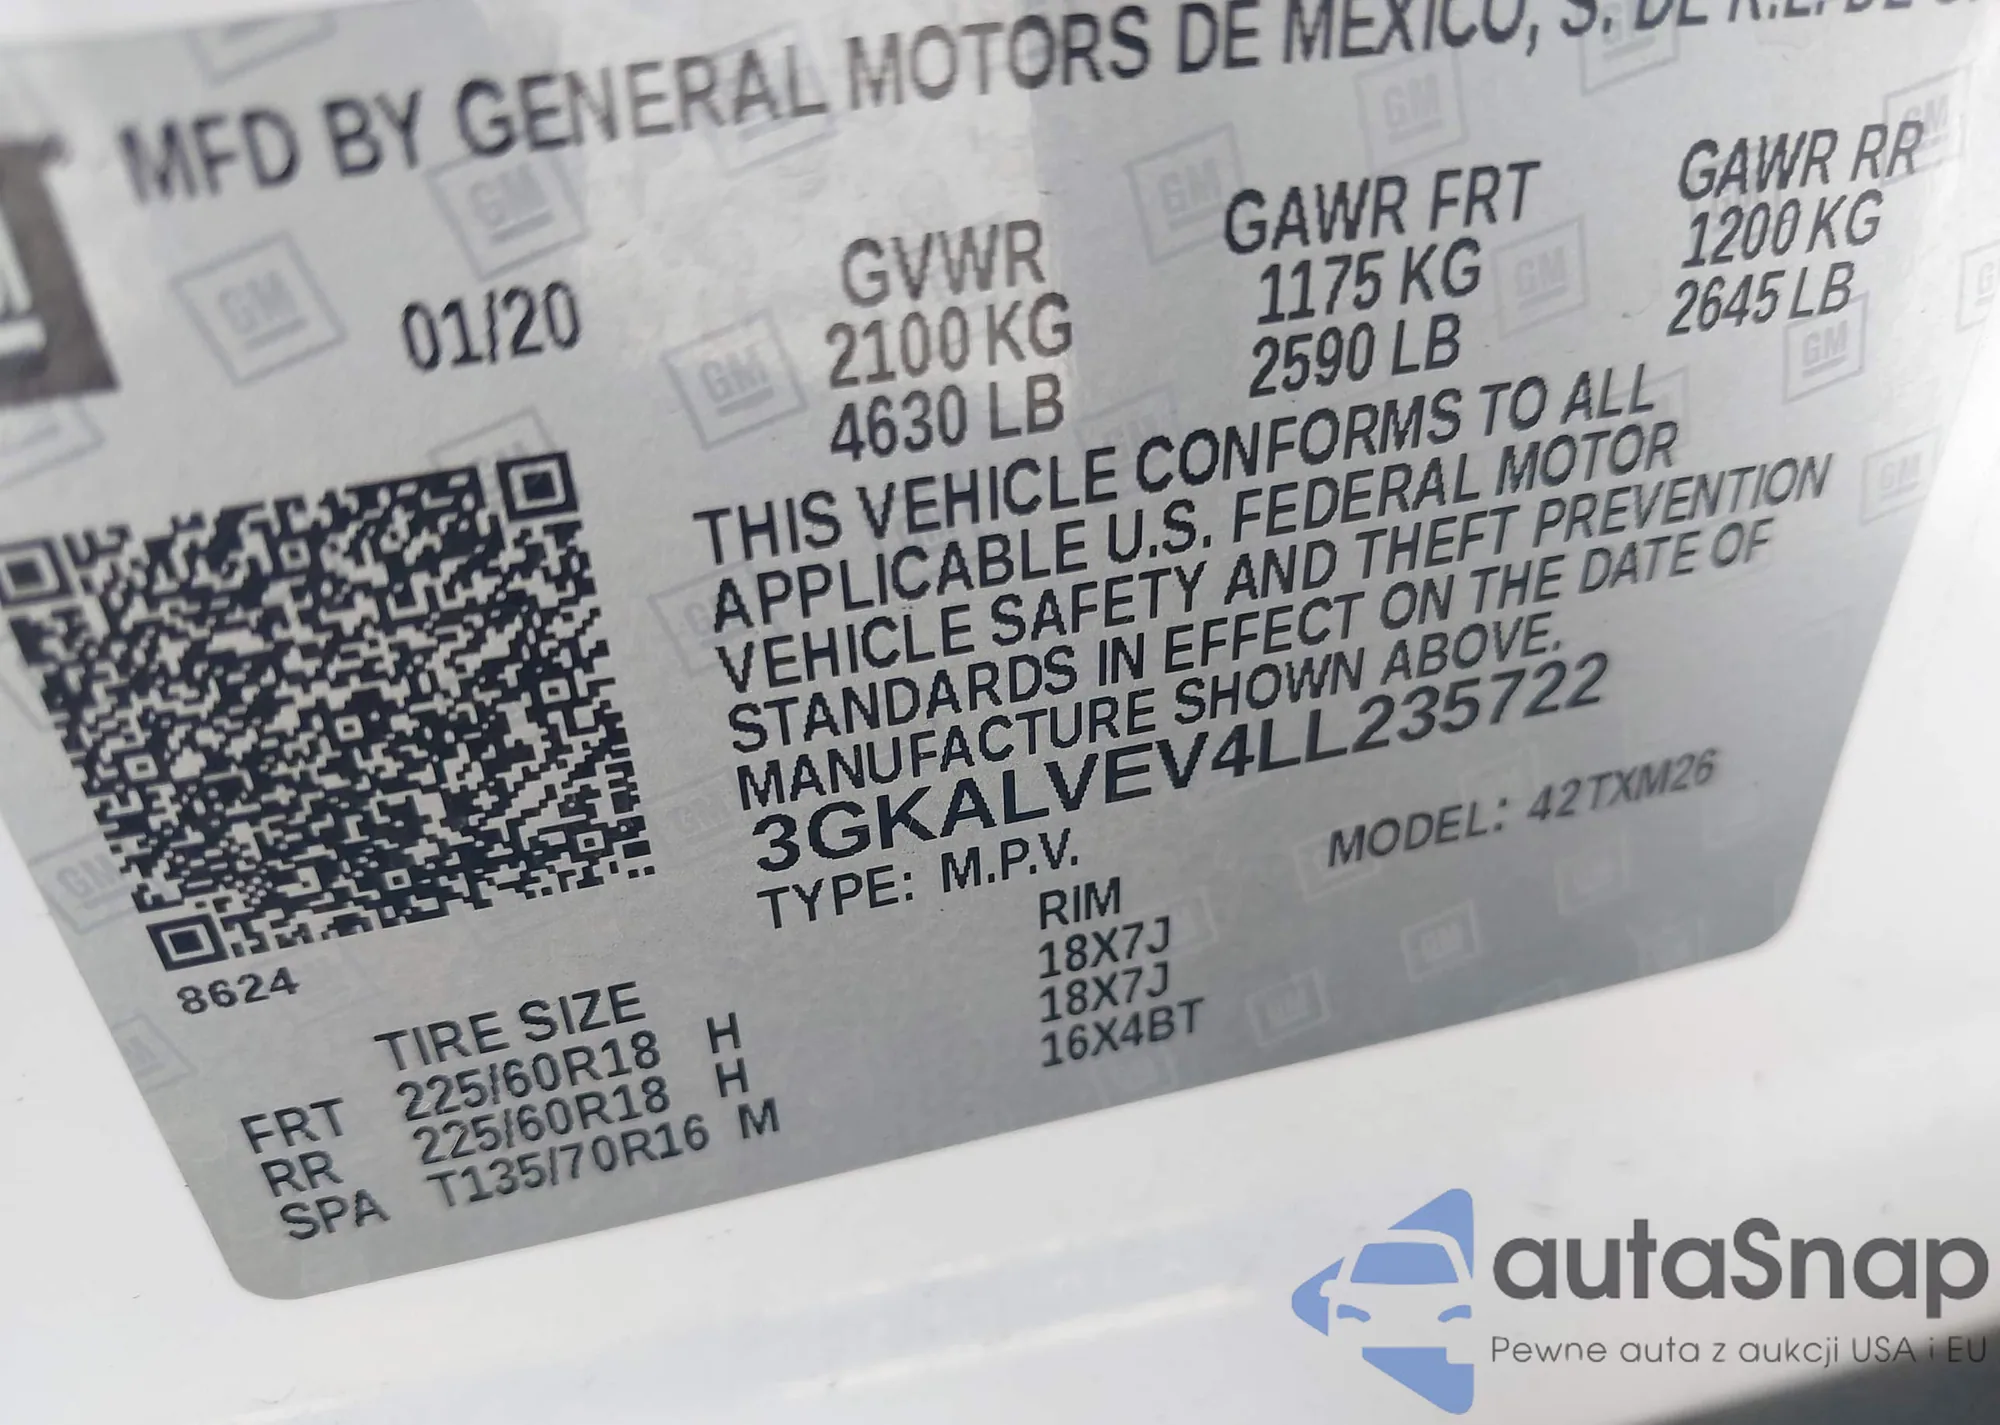 MFD BY GENERAL MOTORS DE MEXICO, S. DE R.L. DE
01/20
GVWR
2100 KG
4630 LB
GAWR FRT
1175 KG
2590 LB
GAWR RR
1200 KG
2645 LB
THIS VEHICLE CONFORMS TO ALL
APPLICABLE U.S. FEDERAL MOTOR
VEHICLE SAFETY AND THEFT PREVENTION
STANDARDS IN EFFECT ON THE DATE OF
MANUFACTURE SHOWN ABOVE.
3GKALVEV4LL235722
TYPE: M.P.V.
MODEL: 42TXM26
8624
TIRE SIZE
RIM
FRT 225/60R18 H 18X7J
RR 225/60R18 H 18X7J
SPA T135/70R16 M 16X4BT
GM
autaSnap
Pewne auta z aukcji USA i EU